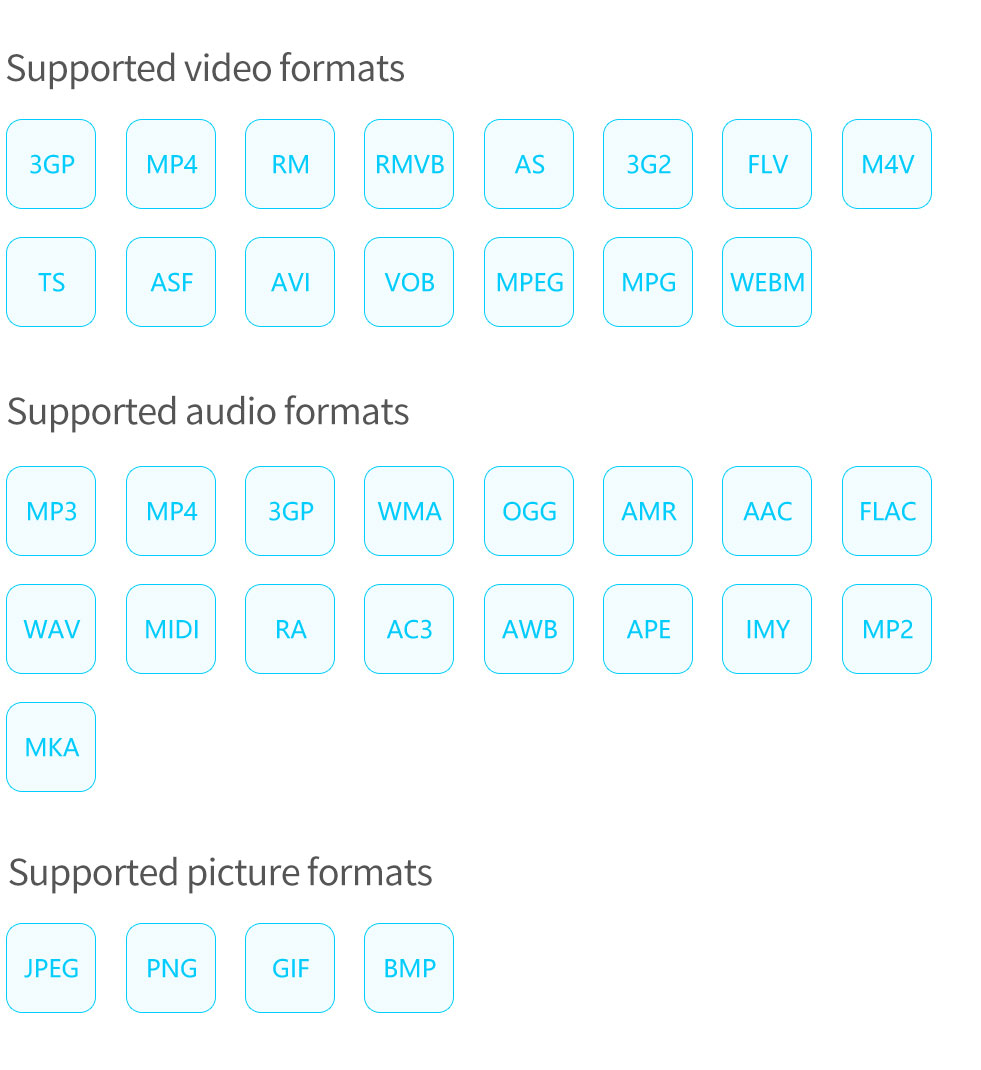 Supported video formats
3GP MP4 RM RMVB AS 3G2 FLV M4V
TS ASF AVI VOB MPEG MPG WEBM
Supported audio formats
MP3 MP4 3GP WMA OGG AMR AAC FLAC
WAV MIDI RA AC3 AWB APE IMY MP2
MKA
Supported picture formats
JPEG PNG GIF BMP